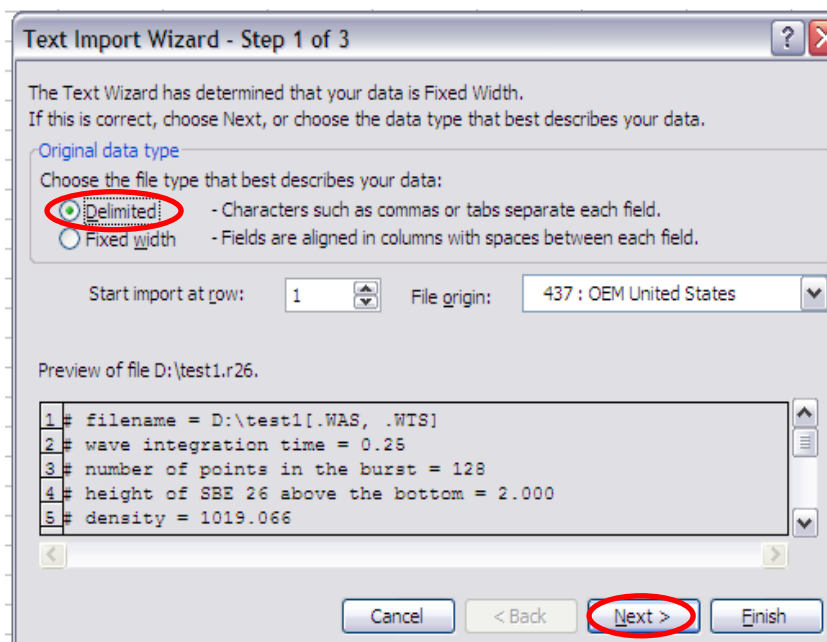 Text Import Wizard - Step 1 of 3
The Text Wizard has determined that your data is Fixed Width.
If this is correct, choose Next, or choose the data type that best describes your data.
Original data type
Choose the file type that best describes your data:
Delimited - Characters such as commas or tabs separate each field.
Fixed width - Fields are aligned in columns with spaces between each field.
Start import at row: 1 File origin: 437 : OEM United States
Preview of file D:\test1.r26.
1 # filename = D:\test1[.WAS, .WTS]
2 # wave integration time = 0.25
3 # number of points in the burst = 128
4 # height of SBE 26 above the bottom = 2.000
5 # density = 1019.066
Cancel < Back Next > Finish